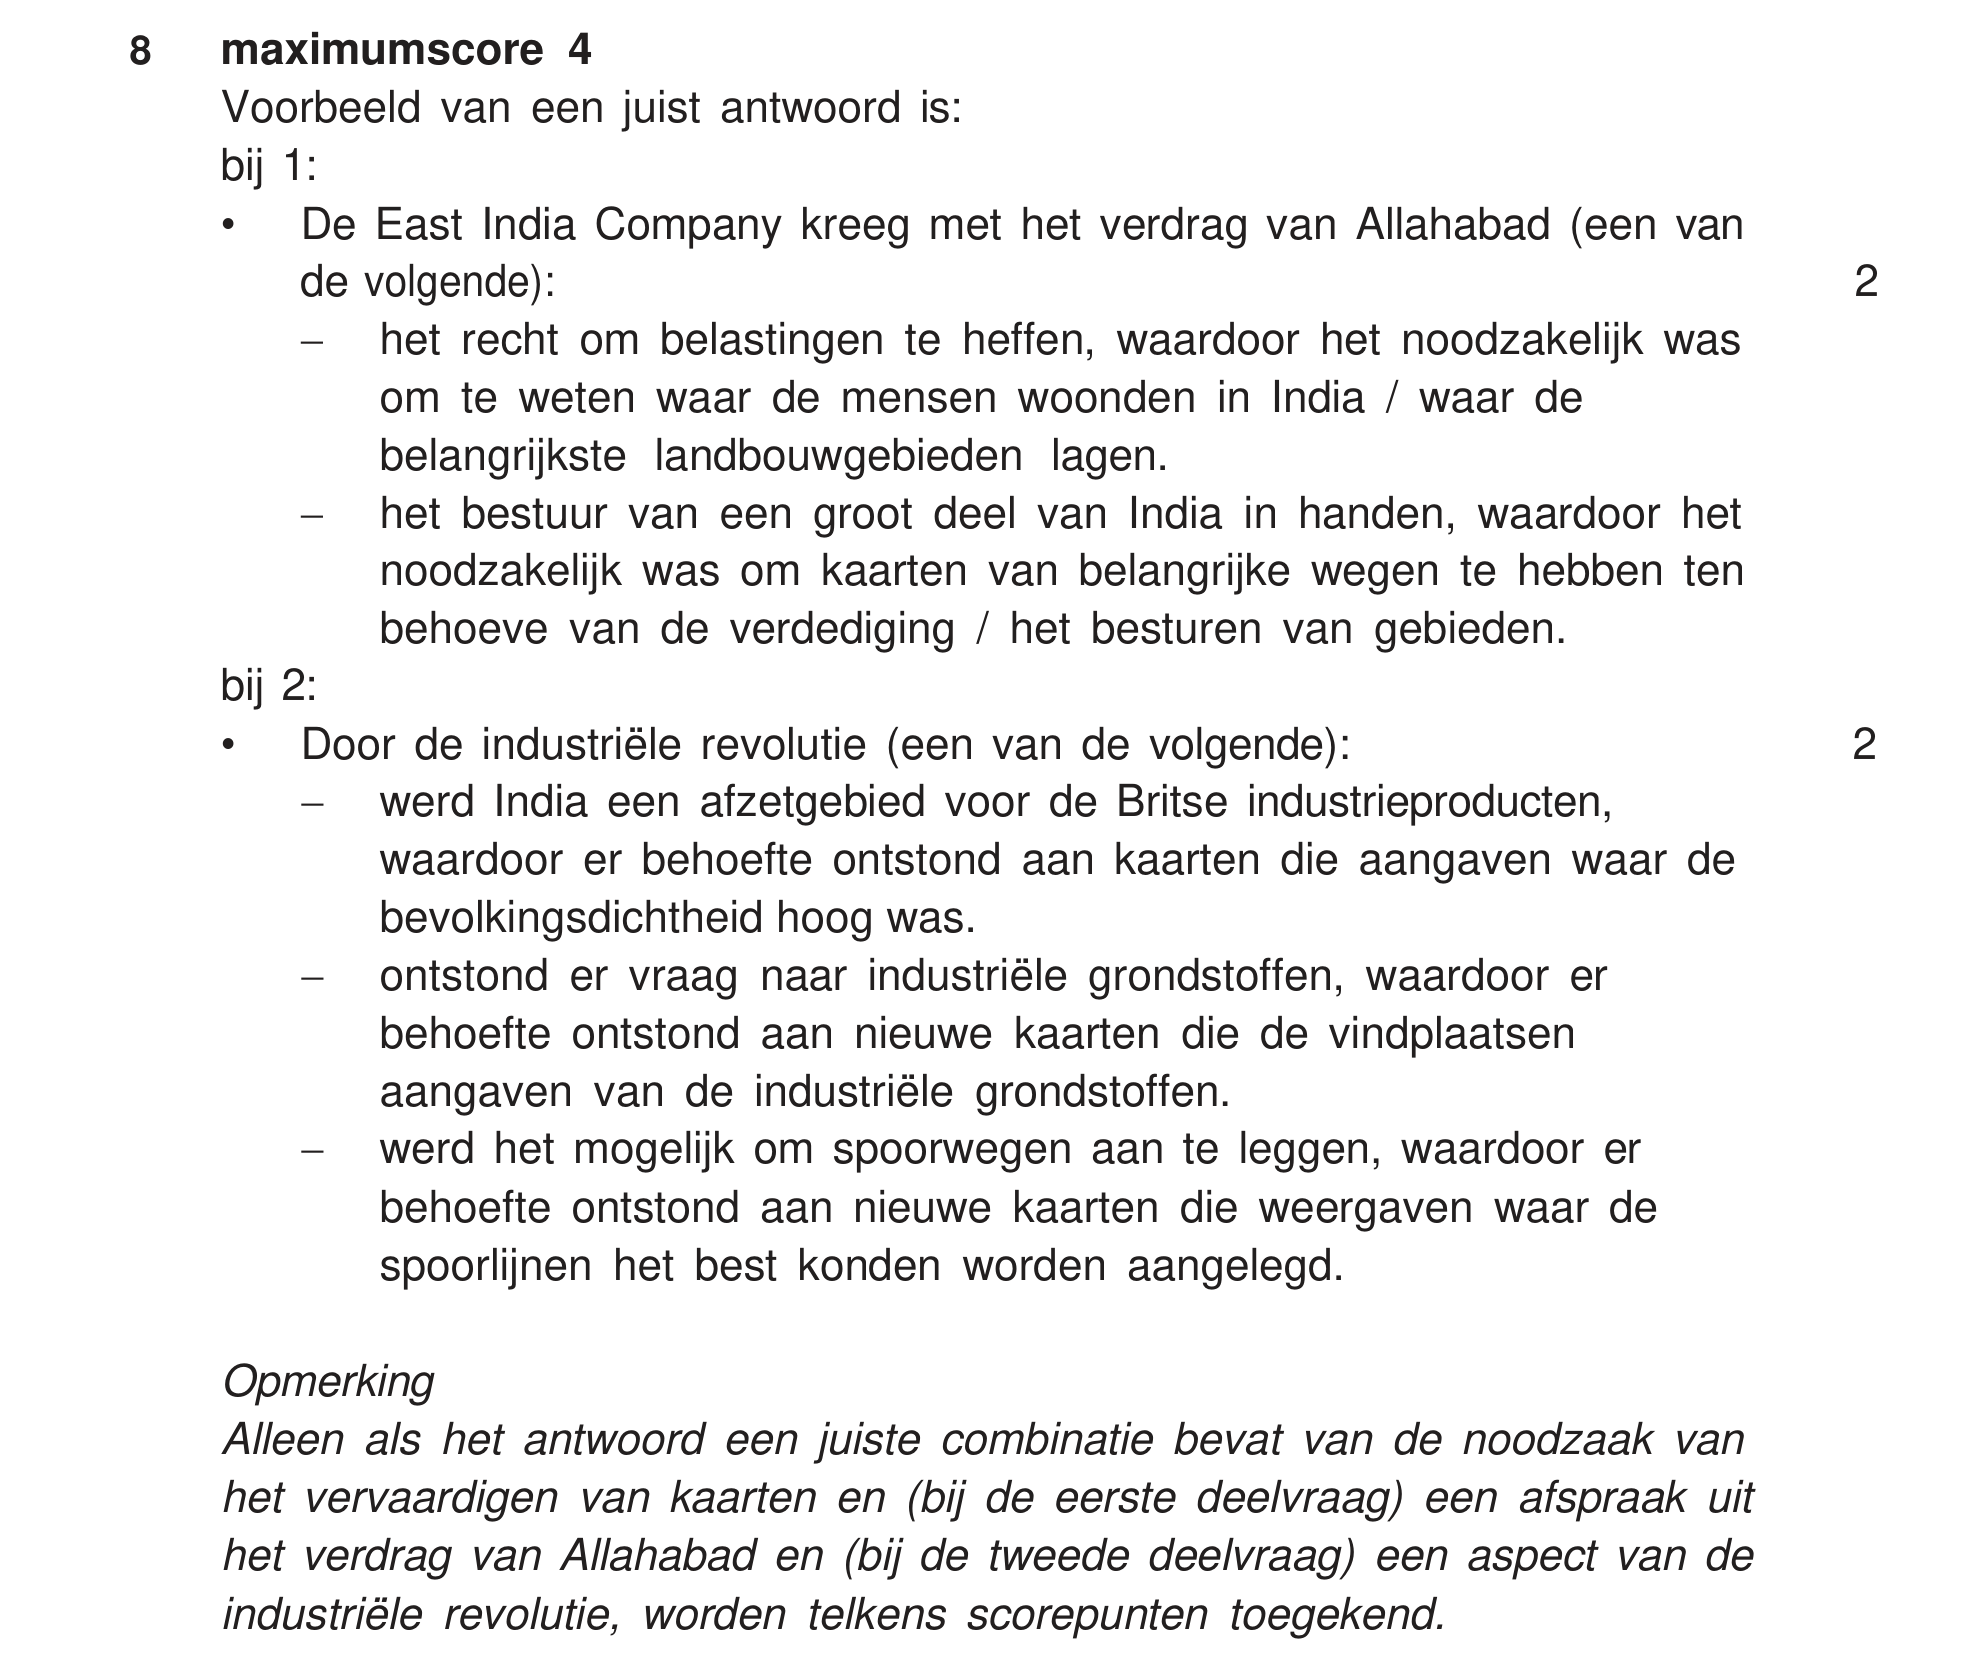 8 maximumscore 4
Voorbeeld van een juist antwoord is:
bij 1:
• De East India Company kreeg met het verdrag van Allahabad (een van
de volgende): 2
– het recht om belastingen te heffen, waardoor het noodzakelijk was
om te weten waar de mensen woonden in India / waar de
belangrijkste landbouwgebieden lagen.
– het bestuur van een groot deel van India in handen, waardoor het
noodzakelijk was om kaarten van belangrijke wegen te hebben ten
behoeve van de verdediging / het besturen van gebieden.
bij 2:
• Door de industriële revolutie (een van de volgende): 2
– werd India een afzetgebied voor de Britse industrieproducten,
waardoor er behoefte ontstond aan kaarten die aangaven waar de
bevolkingsdichtheid hoog was.
– ontstond er vraag naar industriële grondstoffen, waardoor er
behoefte ontstond aan nieuwe kaarten die de vindplaatsen
aangaven van de industriële grondstoffen.
– werd het mogelijk om spoorwegen aan te leggen, waardoor er
behoefte ontstond aan nieuwe kaarten die weergaven waar de
spoorlijnen het best konden worden aangelegd.
Opmerking
Alleen als het antwoord een juiste combinatie bevat van de noodzaak van
het vervaardigen van kaarten en (bij de eerste deelvraag) een afspraak uit
het verdrag van Allahabad en (bij de tweede deelvraag) een aspect van de
industriële revolutie, worden telkens scorepunten toegekend.